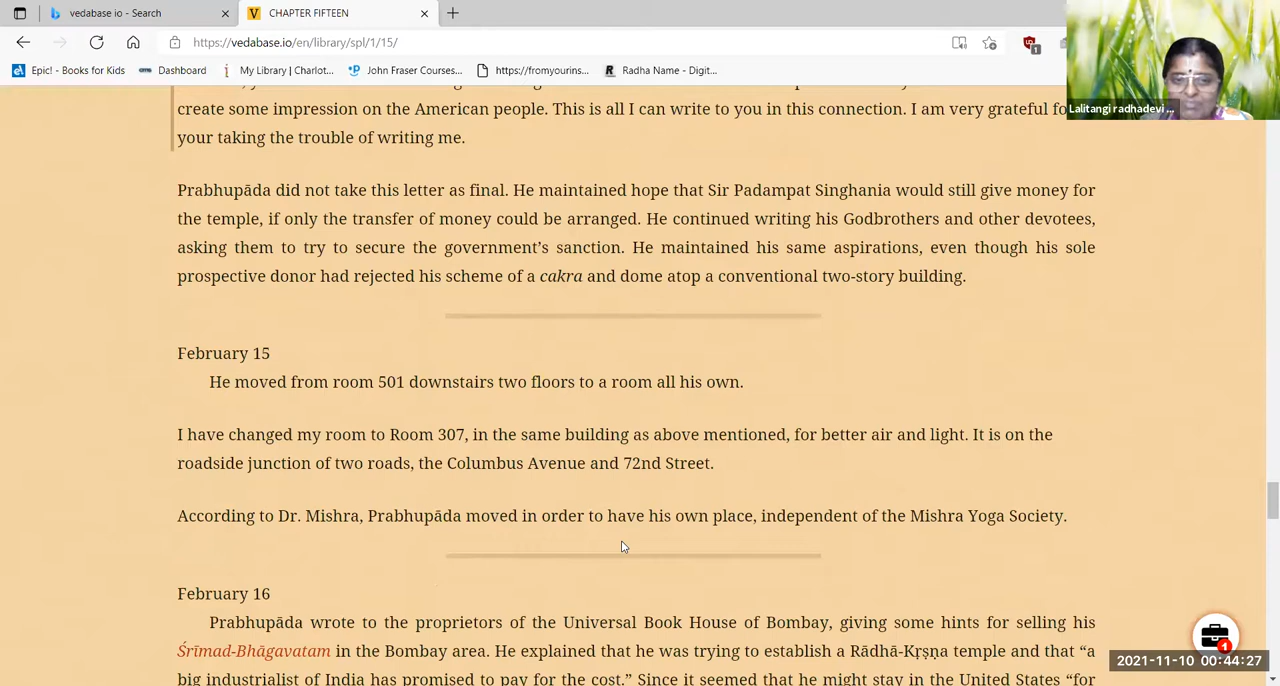 vedabase io - Search
CHAPTER FIFTEEN
https://vedabase.io/en/library/spl/1/15/
Epic! - Books for Kids
Dashboard
My Library | Charlot...
John Fraser Courses...
https://fromyourins...
Radha Name - Digit...
Lalitangi radhadevi ...
create some impression on the American people. This is all I can write to you in this connection. I am very grateful
your taking the trouble of writing me.
Prabhupāda did not take this letter as final. He maintained hope that Sir Padampat Singhania would still give money for
the temple, if only the transfer of money could be arranged. He continued writing his Godbrothers and other devotees,
asking them to try to secure the government’s sanction. He maintained his same aspirations, even though his sole
prospective donor had rejected his scheme of a cakra and dome atop a conventional two-story building.
February 15
He moved from room 501 downstairs two floors to a room all his own.
I have changed my room to Room 307, in the same building as above mentioned, for better air and light. It is on the
roadside junction of two roads, the Columbus Avenue and 72nd Street.
According to Dr. Mishra, Prabhupāda moved in order to have his own place, independent of the Mishra Yoga Society.
February 16
Prabhupāda wrote to the proprietors of the Universal Book House of Bombay, giving some hints for selling his
Śrīmad-Bhāgavatam in the Bombay area. He explained that he was trying to establish a Rādhā-Kṛṣṇa temple and that “a
big industrialist of India has promised to pay for the cost.” Since it seemed that he might stay in the United States “for
1
1
2021-11-10 00:44:27